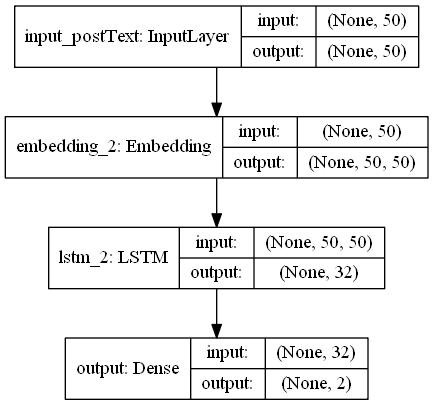 input_postText: InputLayer
input: (None, 50)
output: (None, 50)
embedding_2: Embedding
input: (None, 50)
output: (None, 50, 50)
lstm_2: LSTM
input: (None, 50, 50)
output: (None, 32)
output: Dense
input: (None, 32)
output: (None, 2)